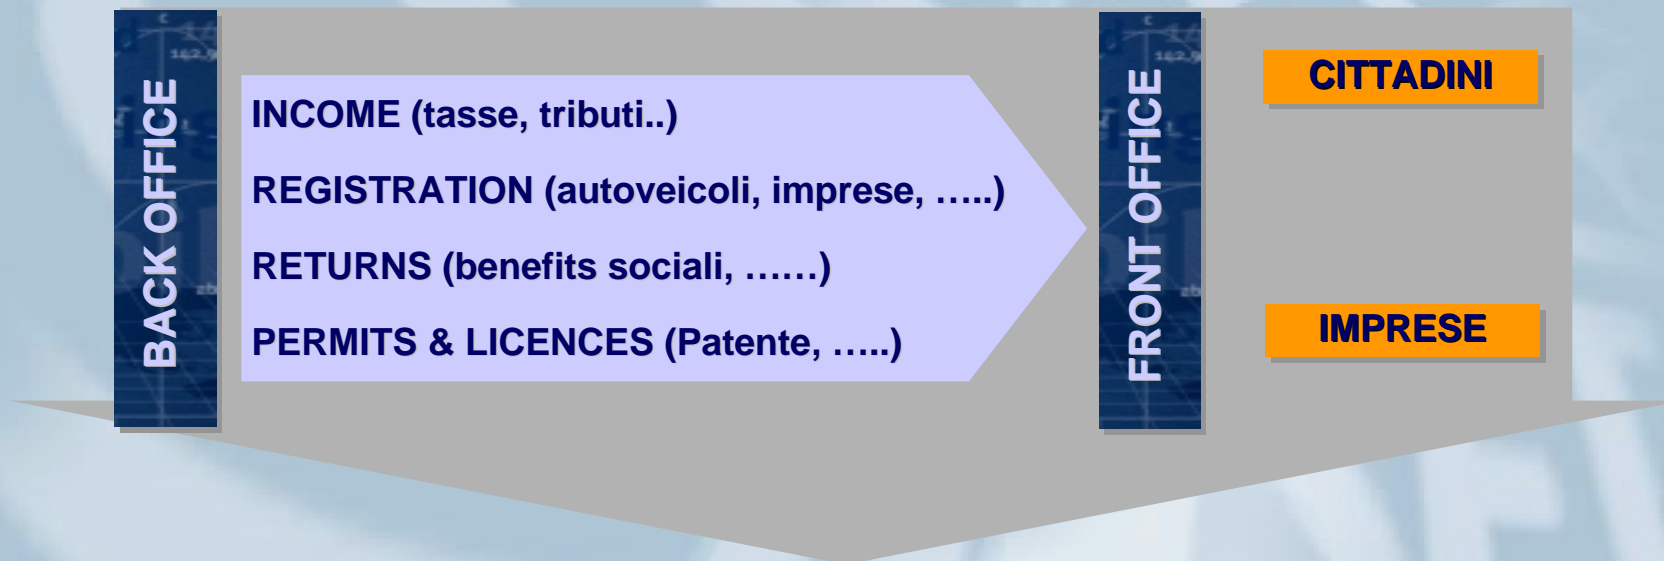 BACK OFFICE
INCOME (tasse, tributi..)
REGISTRATION (autoveicoli, imprese, …..)
RETURNS (benefits sociali, ……)
PERMITS & LICENCES (Patente, …..)
FRONT OFFICE
CITTADINI
IMPRESE